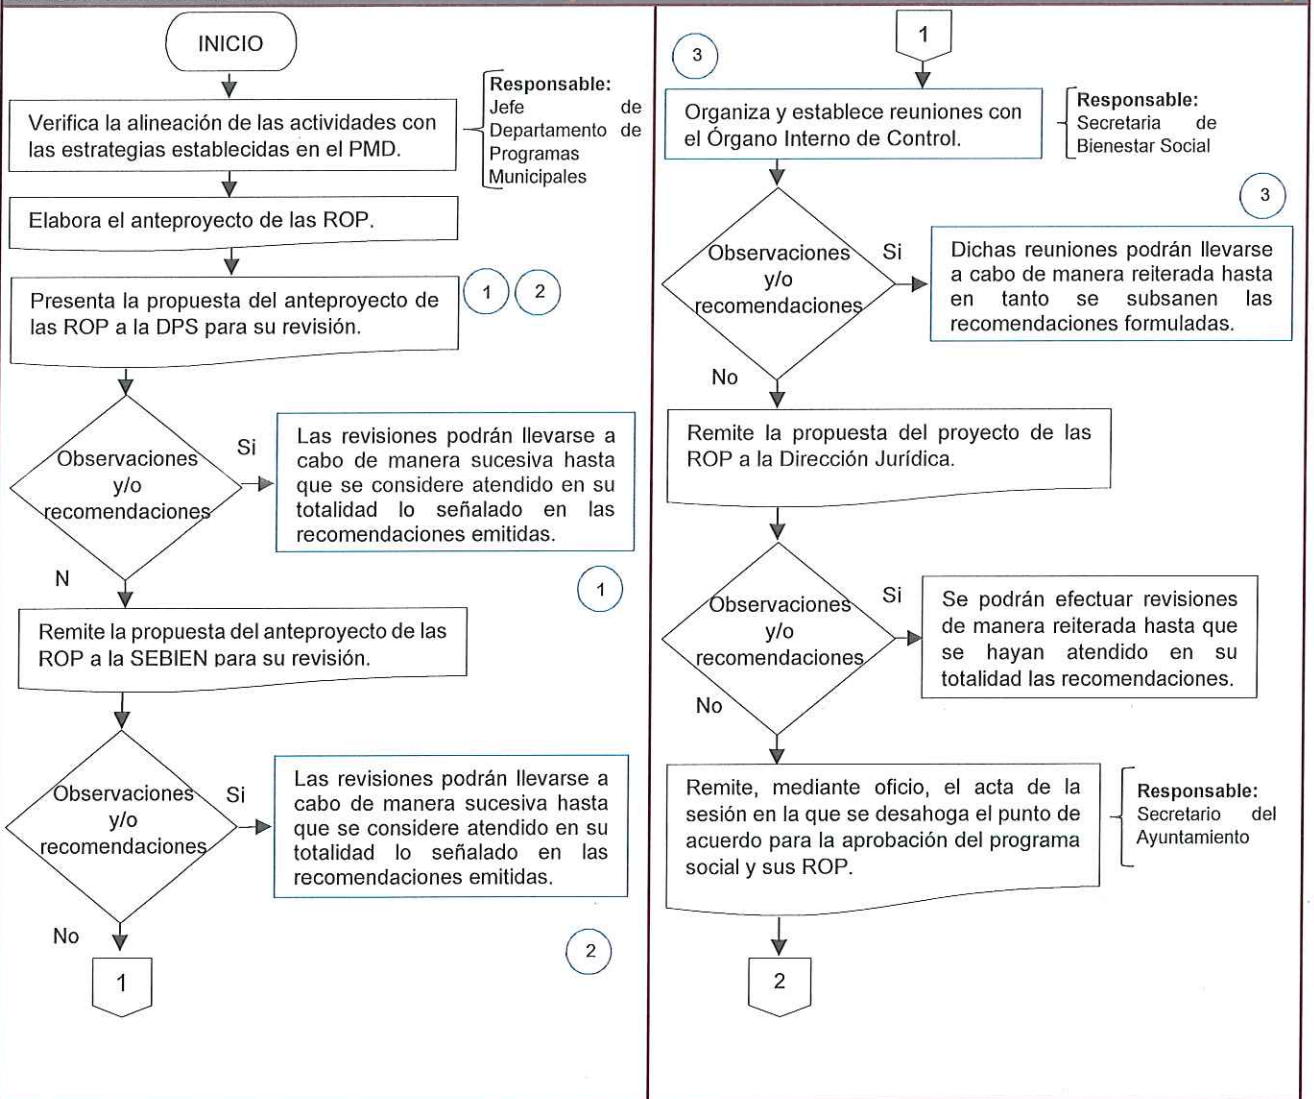 INICIO
Verifica la alineación de las actividades con
las estrategias establecidas en el PMD.
Responsable:
Jefe de
Departamento de
Programas
Municipales
Elabora el anteproyecto de las ROP.
Presenta la propuesta del anteproyecto de
las ROP a la DPS para su revisión.
1
2
Observaciones
y/o
recomendaciones
Si
Las revisiones podrán llevarse a
cabo de manera sucesiva hasta
que se considere atendido en su
totalidad lo señalado en las
recomendaciones emitidas.
N
1
Remite la propuesta del anteproyecto de las
ROP a la SEBIEN para su revisión.
Observaciones
y/o
recomendaciones
Si
Las revisiones podrán llevarse a
cabo de manera sucesiva hasta
que se considere atendido en su
totalidad lo señalado en las
recomendaciones emitidas.
No
2
1
1
3
Organiza y establece reuniones con
el Órgano Interno de Control.
Responsable:
Secretaria de
Bienestar Social
3
Observaciones
y/o
recomendaciones
Si
Dichas reuniones podrán llevarse
a cabo de manera reiterada hasta
en tanto se subsanen las
recomendaciones formuladas.
No
Remite la propuesta del proyecto de las
ROP a la Dirección Jurídica.
Observaciones
y/o
recomendaciones
Si
Se podrán efectuar revisiones
de manera reiterada hasta que
se hayan atendido en su
totalidad las recomendaciones.
No
Remite, mediante oficio, el acta de la
sesión en la que se desahoga el punto de
acuerdo para la aprobación del programa
social y sus ROP.
Responsable:
Secretario del
Ayuntamiento
2